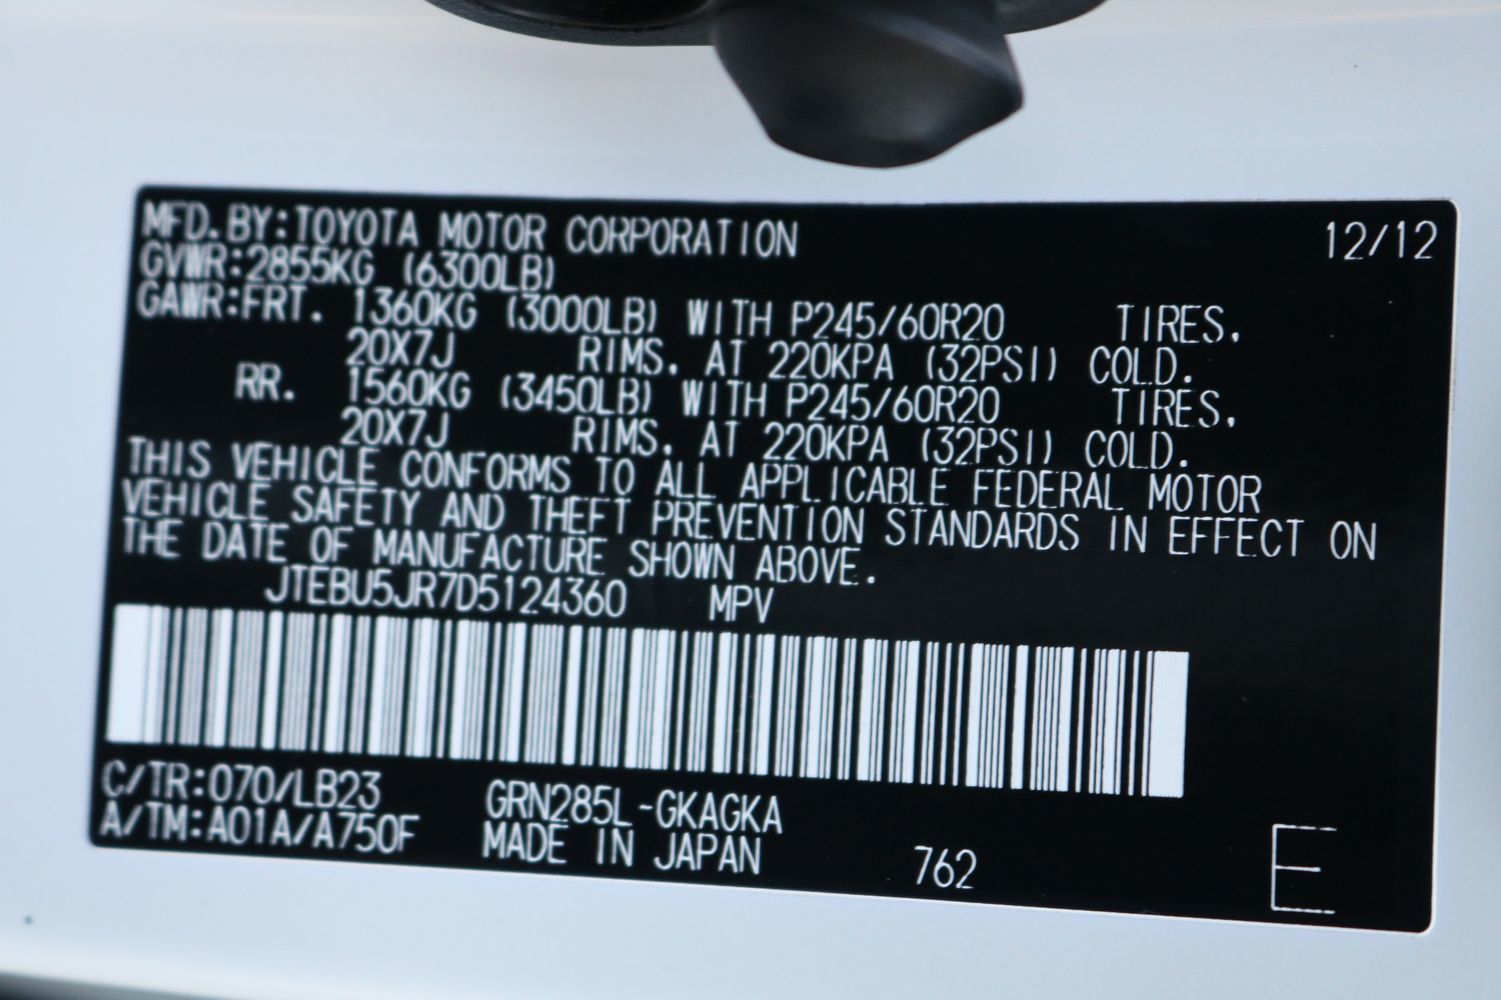 MFD.BY:TOYOTA MOTOR CORPORATION 12/12
GVWR:2855KG (6300LB)
GAWR:FRT. 1360KG (3000LB) WITH P245/60R20 TIRES.
20X7J RIMS. AT 220KPA (32PSI) COLD.
RR. 1560KG (3450LB) WITH P245/60R20 TIRES.
20X7J RIMS. AT 220KPA (32PSI) COLD.
THIS VEHICLE CONFORMS TO ALL APPLICABLE FEDERAL MOTOR
VEHICLE SAFETY AND THEFT PREVENTION STANDARDS IN EFFECT ON
THE DATE OF MANUFACTURE SHOWN ABOVE.
JTEBU5JR7D5124360 MPV
C/TR:070/LB23 GRN285L-GKAGKA
A/TM:A01A/A750F MADE IN JAPAN 762 E